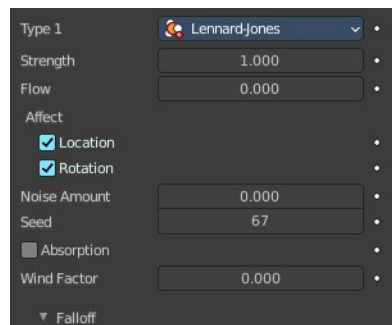 Type 1 Lennard-Jones
Strength 1.000
Flow 0.000
Affect
Location
Rotation
Noise Amount 0.000
Seed 67
Absorption
Wind Factor 0.000
Falloff